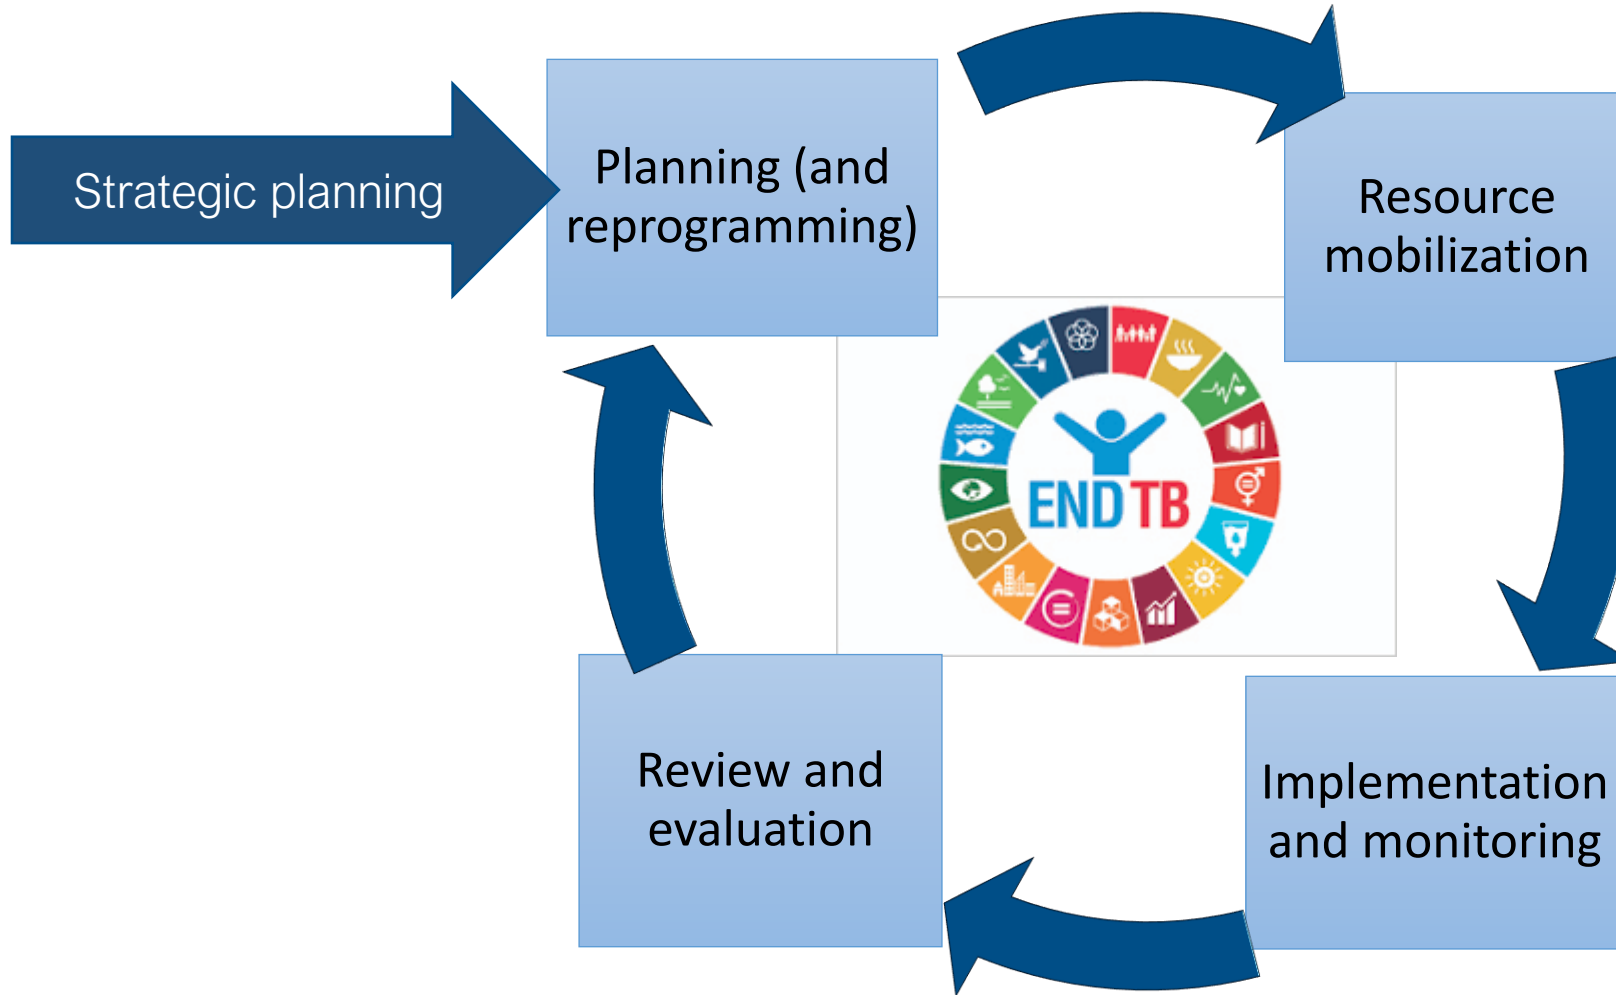 Strategic planning
Planning (and
reprogramming)
Resource
mobilization
END TB
Review and
evaluation
Implementation
and monitoring